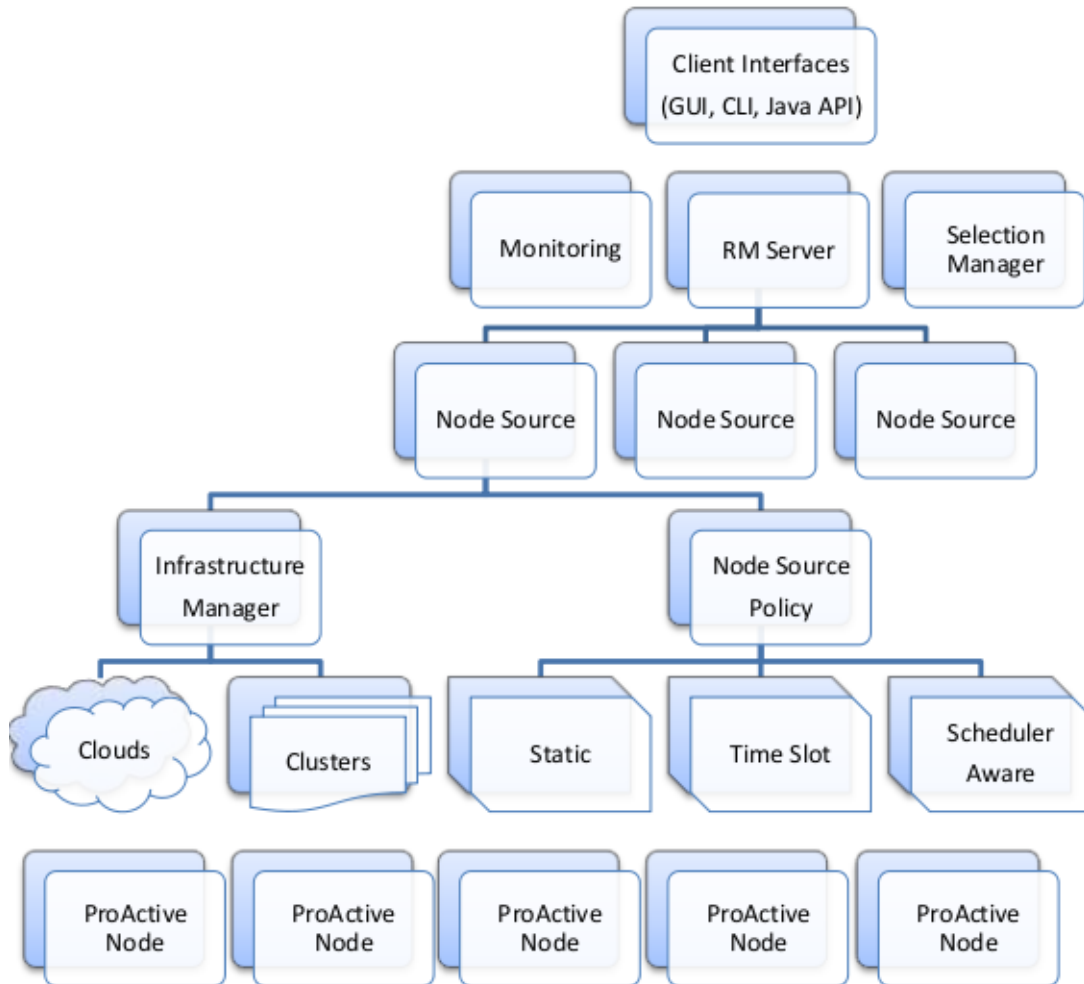 Client Interfaces
(GUI, CLI, Java API)
Monitoring
RM Server
Selection
Manager
Node Source
Node Source
Node Source
Infrastructure
Manager
Node Source
Policy
Clouds
Clusters
Static
Time Slot
Scheduler
Aware
ProActive
Node
ProActive
Node
ProActive
Node
ProActive
Node
ProActive
Node